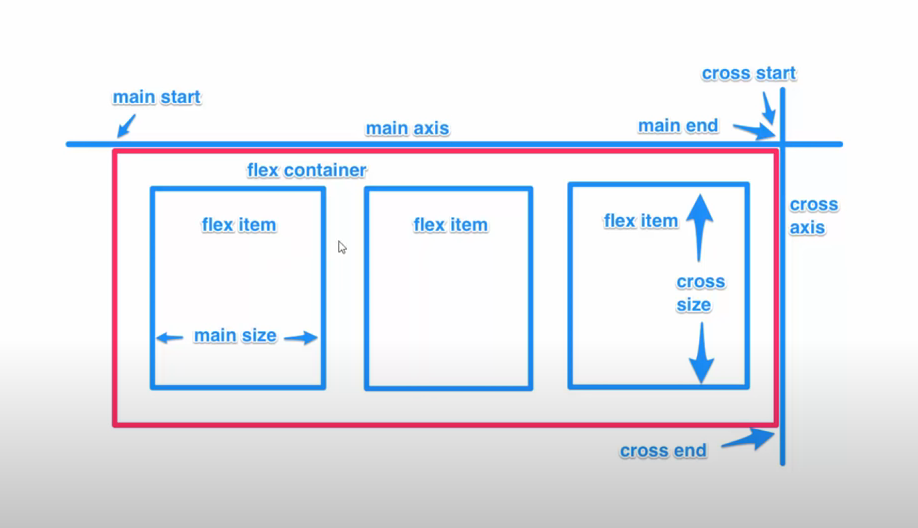 cross start
main start
main axis
main end
flex container
cross
axis
flex item
flex item
flex item
cross
size
main size
cross end